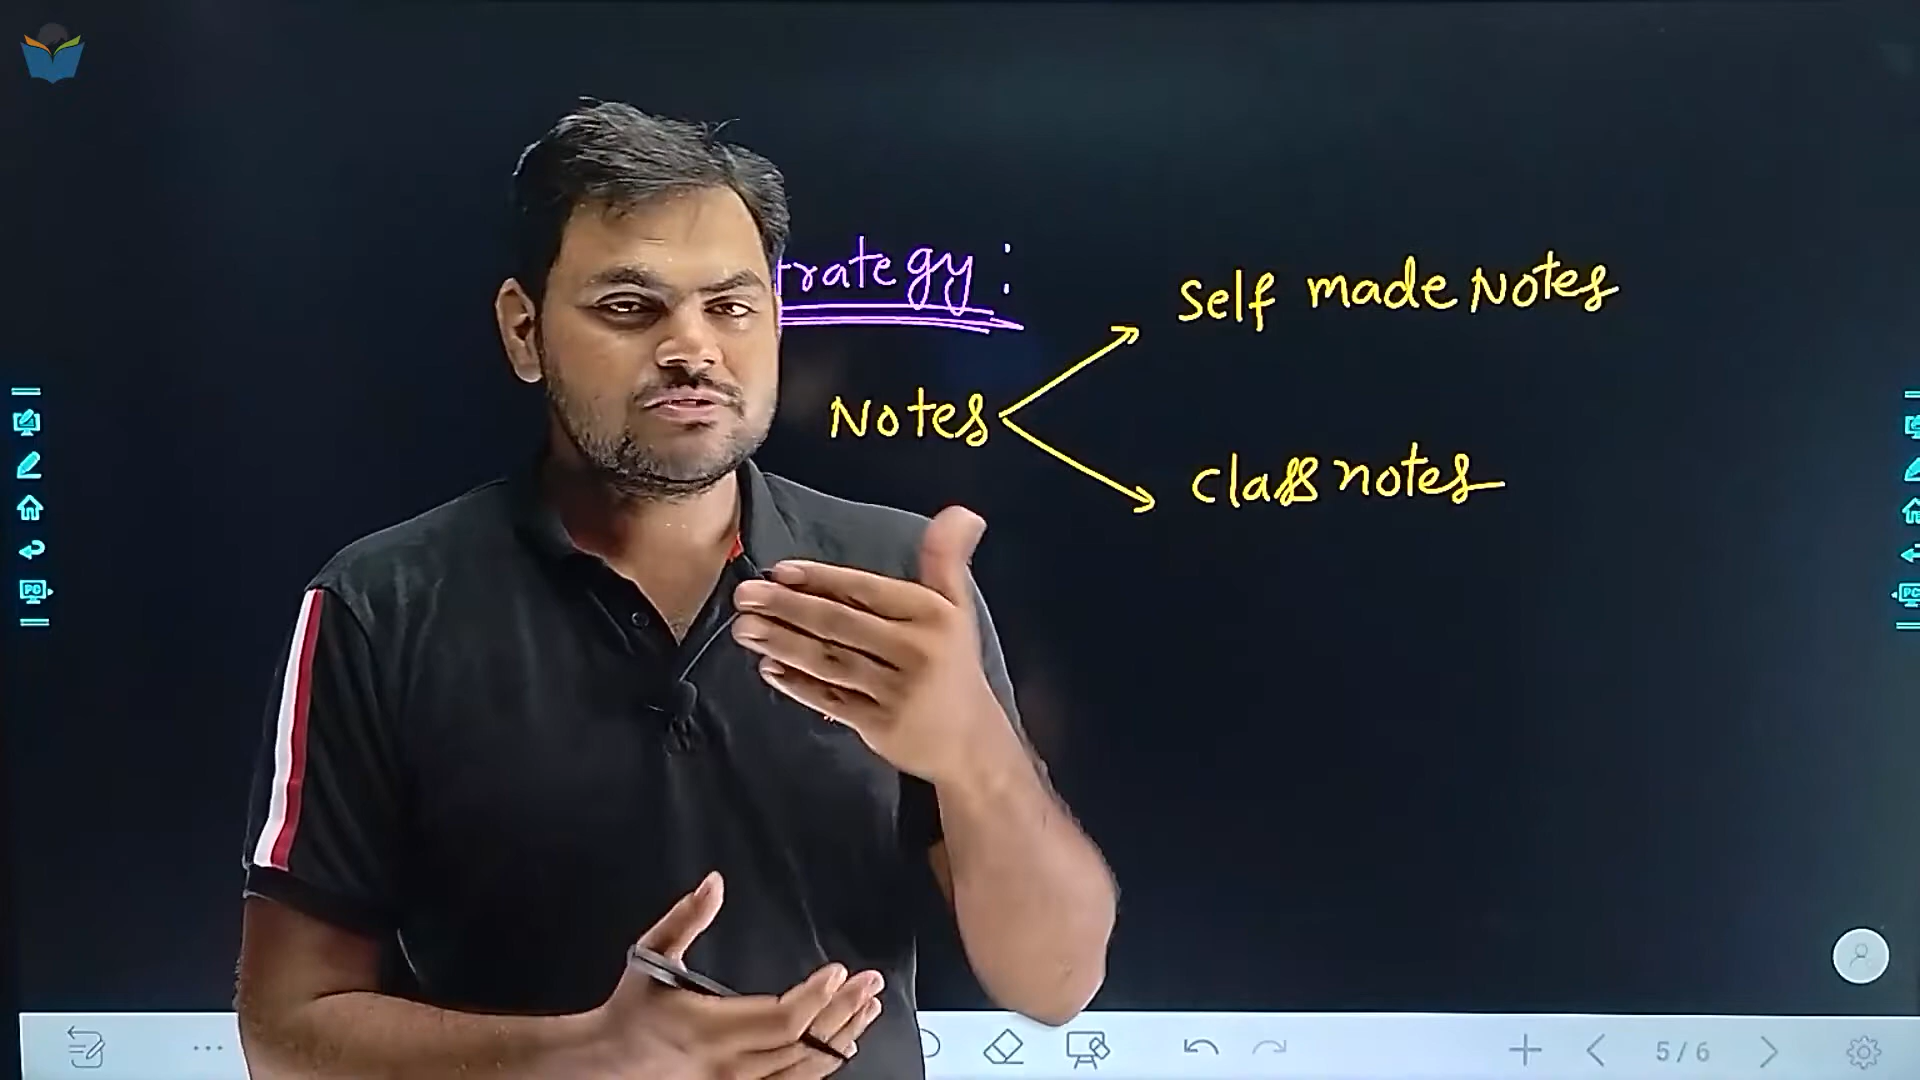 trategy:
Self made Notes
Notes
Class notes
5/6